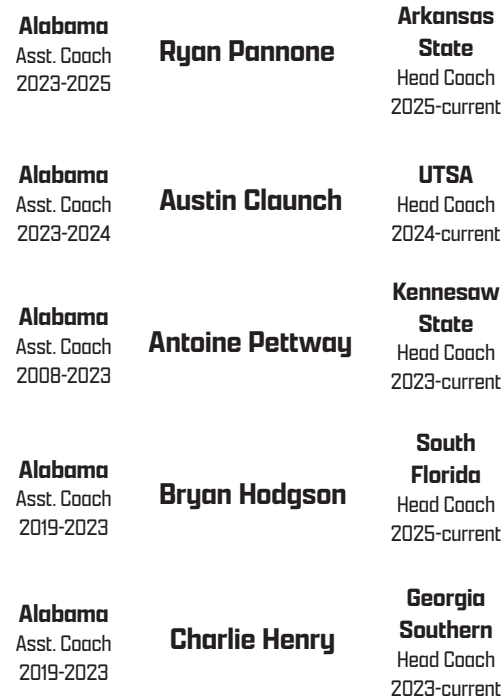 Alabama
Asst. Coach
2023-2025
Ryan Pannone
Arkansas
State
Head Coach
2025-current
Alabama
Asst. Coach
2023-2024
Austin Claunch
UTSA
Head Coach
2024-current
Alabama
Asst. Coach
2008-2023
Antoine Pettway
Kennesaw
State
Head Coach
2023-current
Alabama
Asst. Coach
2019-2023
Bryan Hodgson
South
Florida
Head Coach
2025-current
Alabama
Asst. Coach
2019-2023
Charlie Henry
Georgia
Southern
Head Coach
2023-current